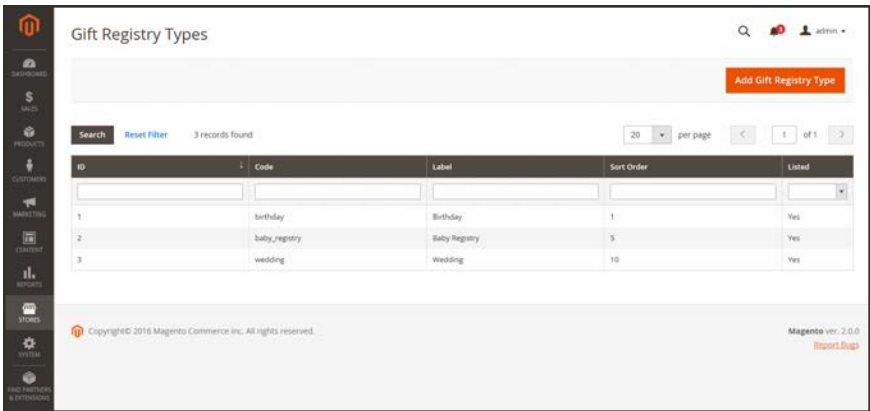 Gift Registry Types
admin
Add Gift Registry Type
Search Reset Filter 3 records found 20 per page 1 of 1
ID Code Label Sort Order Listed
1 birthday Birthday 1 Yes
2 baby_registry Baby Registry 5 Yes
3 wedding Wedding 10 Yes
DASHBOARD
SALES
PRODUCTS
CUSTOMERS
MARKETING
CONTENT
REPORTS
STORES
SYSTEM
FIND PARTNERS
& EXTENSIONS
Copyright© 2016 Magento Commerce Inc. All rights reserved.
Magento ver. 2.0.0
Report Bugs